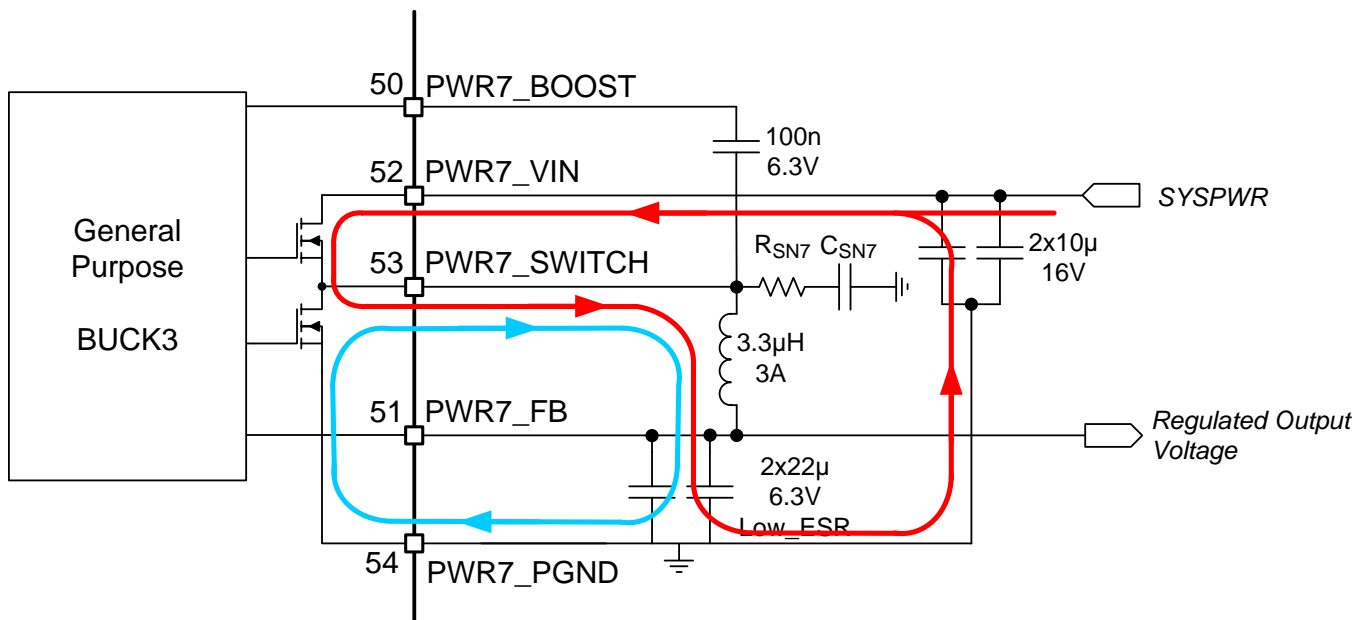 General
Purpose
BUCK3
50
PWR7_BOOST
100n
6.3V
52
PWR7_VIN
SYSPWR
2x10µ
16V
53
PWR7_SWITCH
RSN7
CSN7
3.3µH
3A
51
PWR7_FB
Regulated Output
Voltage
2x22µ
6.3V
Low_ESR
54
PWR7_PGND